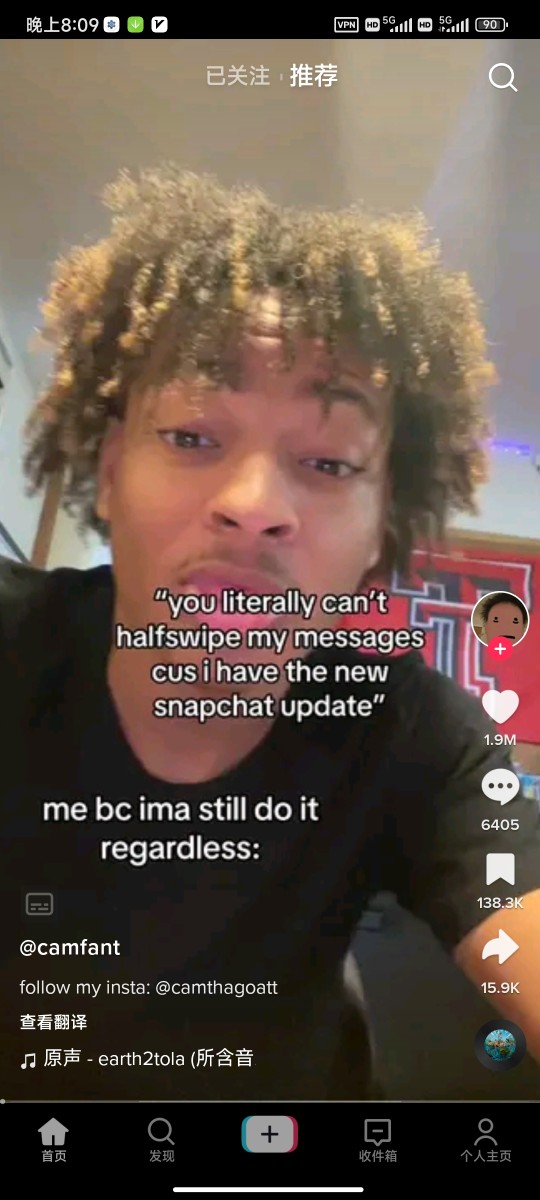 晚上8:09
VPN HD 5G HD 5G 90
已关注 推荐
“you literally can’t
halfswipe my messages
cus i have the new
snapchat update”
1.9M
me bc ima still do it
regardless:
6405
138.3K
@camfant
follow my insta: @camthagoatt
15.9K
查看翻译
原声 - earth2tola (所含音
首页 发现 收件箱 个人主页